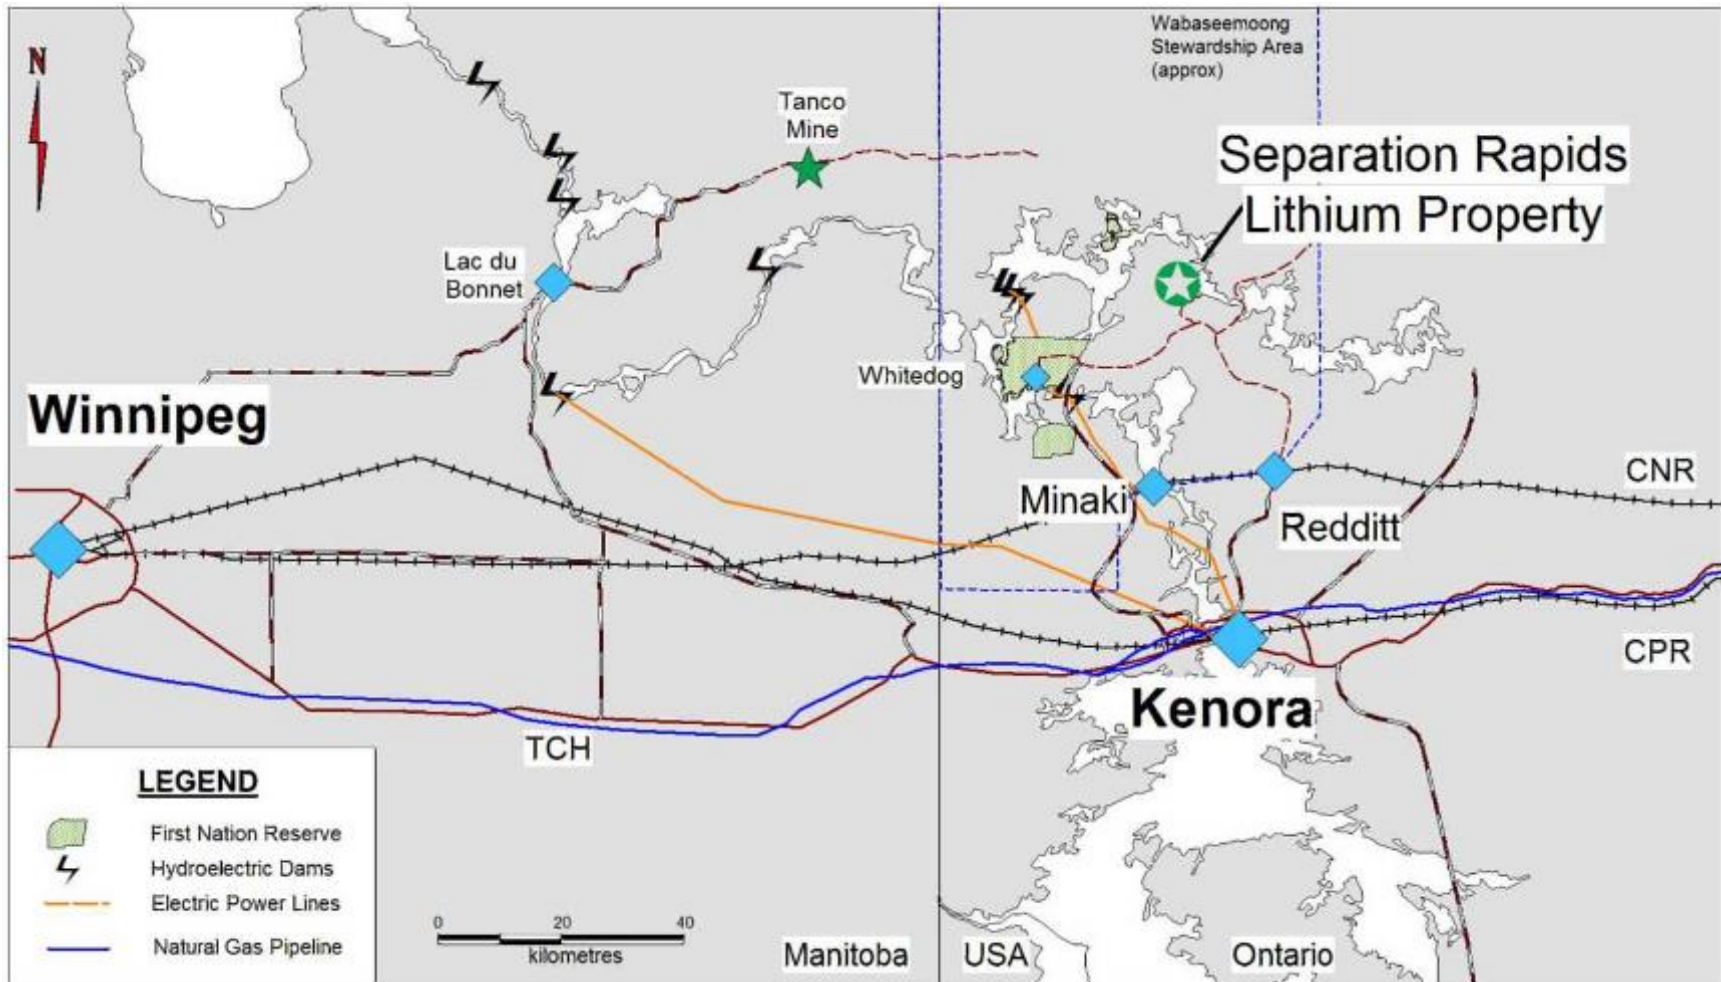 Wabaseemoong
Stewardship Area
(approx)
N
Tanco
Mine
Separation Rapids
Lithium Property
Lac du
Bonnet
Whitedog
Winnipeg
CNR
Minaki
Redditt
CPR
Kenora
TCH
LEGEND
First Nation Reserve
Hydroelectric Dams
Electric Power Lines
Natural Gas Pipeline
0 20 40
kilometres
Manitoba
USA
Ontario